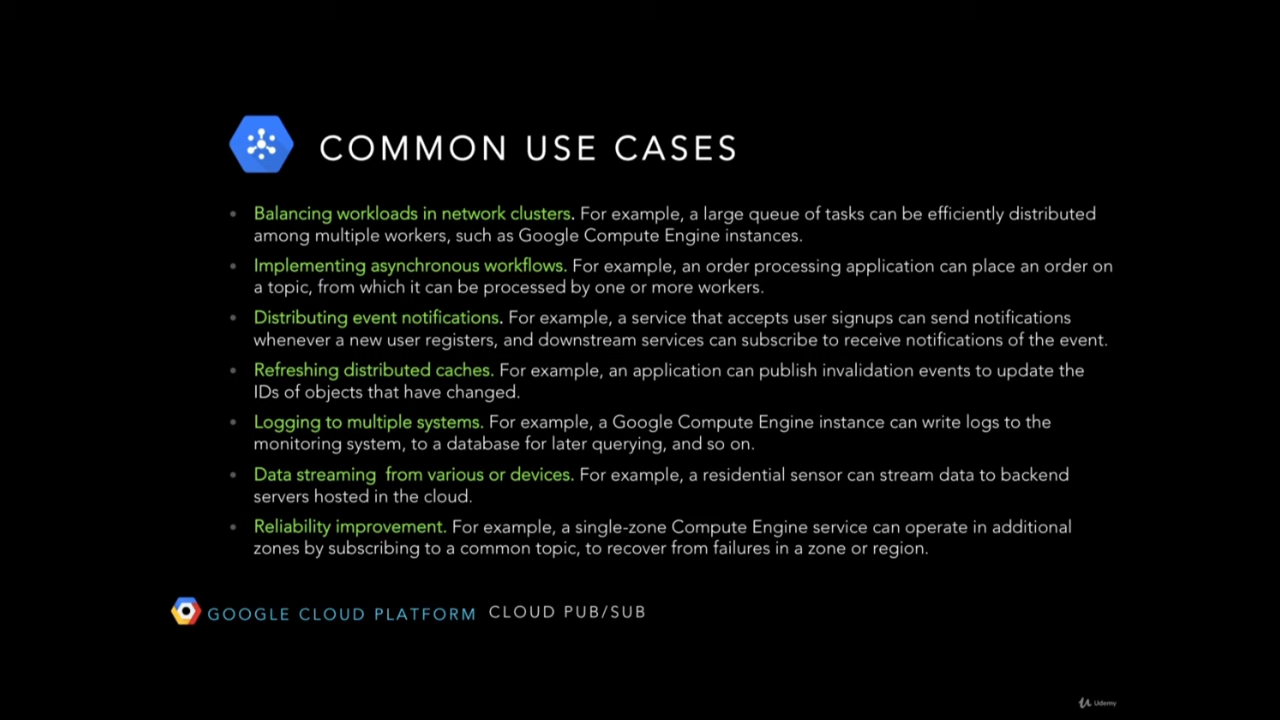 COMMON USE CASES
• Balancing workloads in network clusters. For example, a large queue of tasks can be efficiently distributed
among multiple workers, such as Google Compute Engine instances.
• Implementing asynchronous workflows. For example, an order processing application can place an order on
a topic, from which it can be processed by one or more workers.
• Distributing event notifications. For example, a service that accepts user signups can send notifications
whenever a new user registers, and downstream services can subscribe to receive notifications of the event.
• Refreshing distributed caches. For example, an application can publish invalidation events to update the
IDs of objects that have changed.
• Logging to multiple systems. For example, a Google Compute Engine instance can write logs to the
monitoring system, to a database for later querying, and so on.
• Data streaming  from various or devices. For example, a residential sensor can stream data to backend
servers hosted in the cloud.
• Reliability improvement. For example, a single-zone Compute Engine service can operate in additional
zones by subscribing to a common topic, to recover from failures in a zone or region.
GOOGLE CLOUD PLATFORM CLOUD PUB/SUB
Udemy